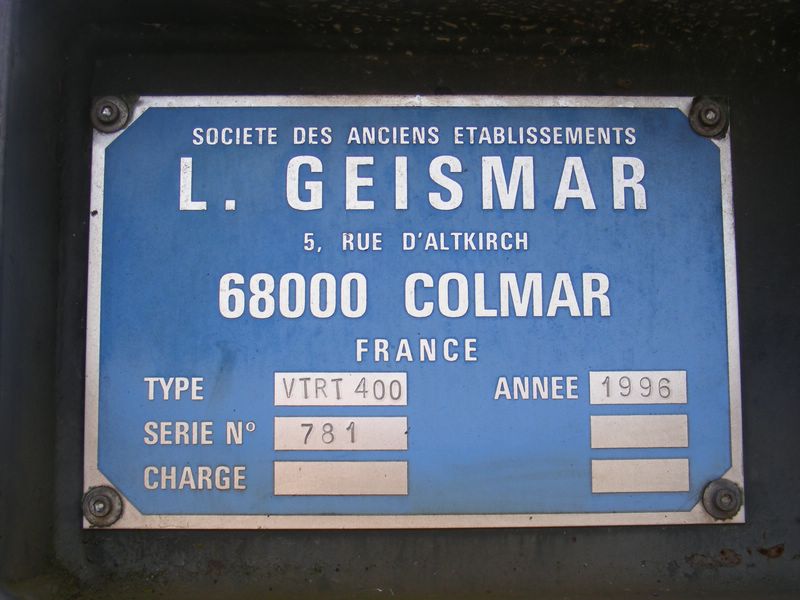 SOCIETE DES ANCIENS ETABLISSEMENTS
L. GEISMAR
5, RUE D'ALTKIRCH
68000 COLMAR
FRANCE
TYPE VTRT 400 ANNEE 1996
SERIE N° 781
CHARGE